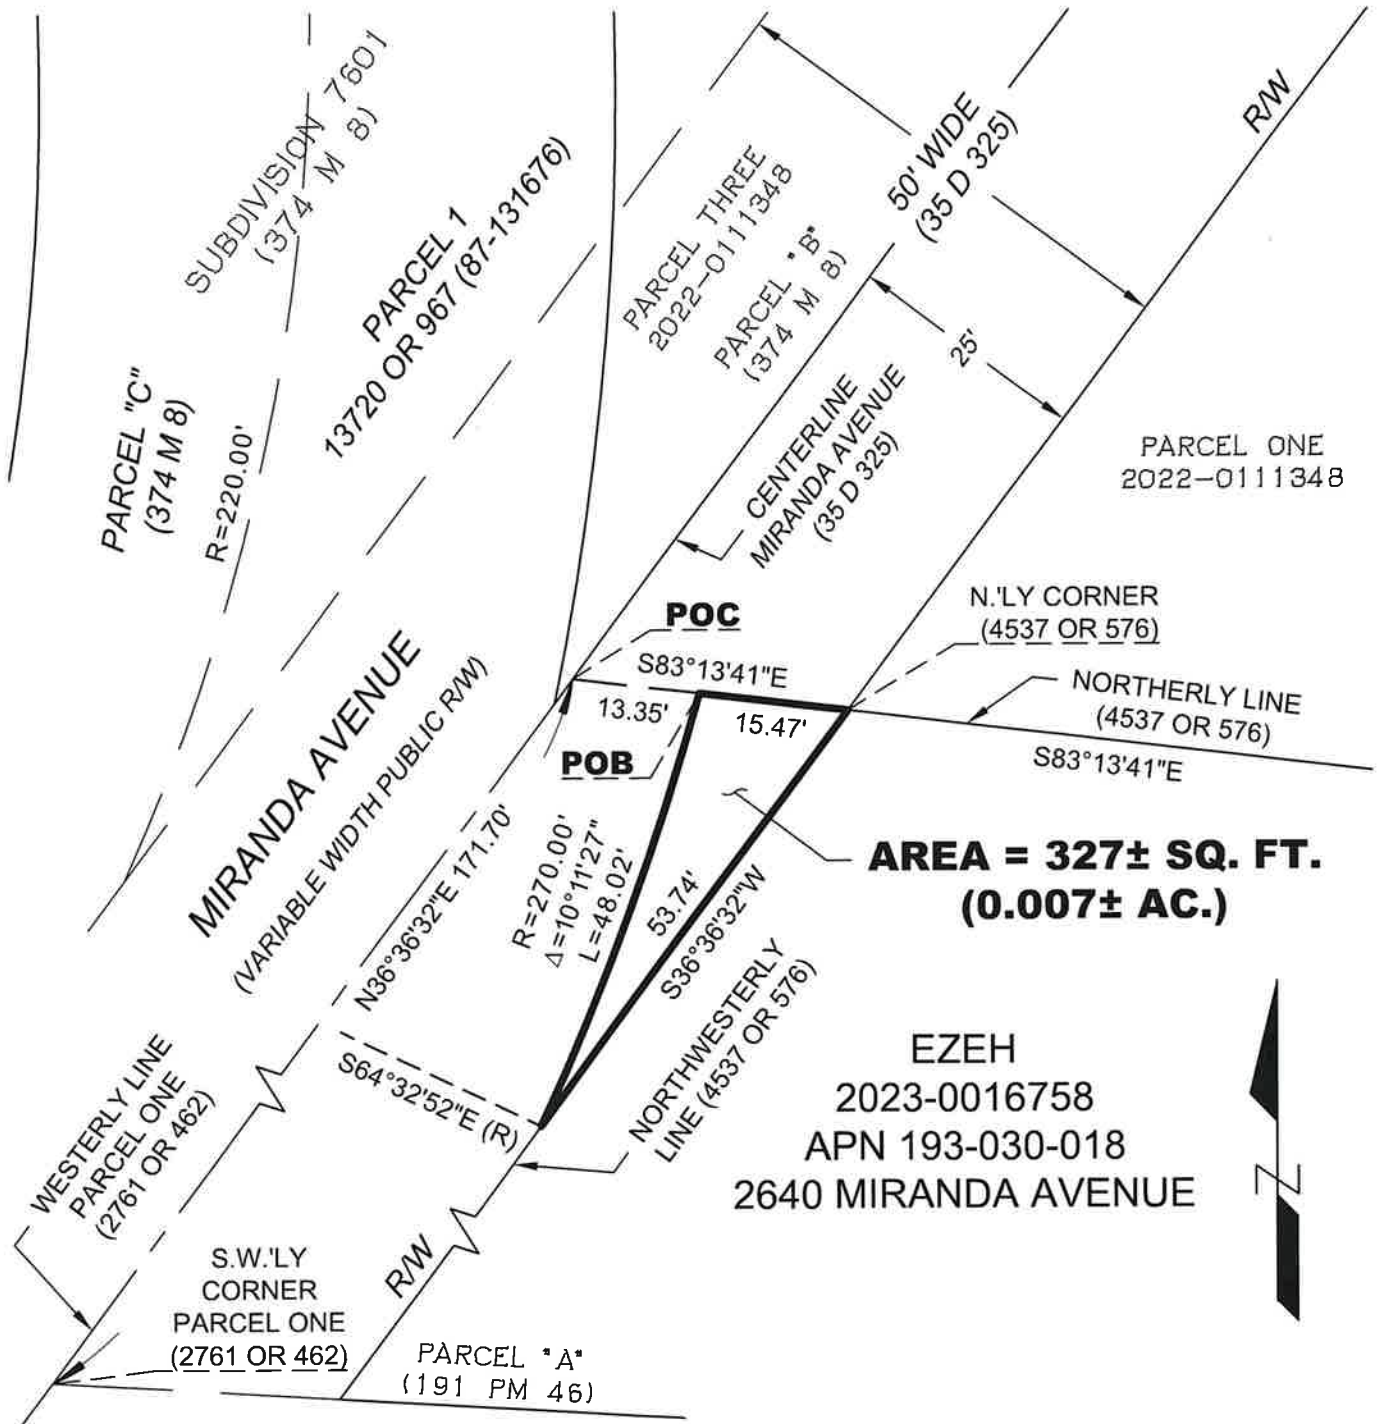 SUBDIVISION 7601
(374 M 8)
PARCEL 1
13720 OR 967 (87-131676)
PARCEL THREE
2022-0111348
PARCEL "B"
(374 M 8)
50' WIDE
(35 D 325)
R/W
25'
PARCEL "C"
(374 M 8)
R=220.00'
CENTERLINE
MIRANDA AVENUE
(35 D 325)
PARCEL ONE
2022-0111348
POC
N.'LY CORNER
(4537 OR 576)
S83°13'41"E
13.35'
15.47'
NORTHERLY LINE
(4537 OR 576)
S83°13'41"E
POB
MIRANDA AVENUE
(VARIABLE WIDTH PUBLIC R/W)
N36°36'32"E 171.70'
R=270.00'
Δ=10°11'27"
L=48.02'
53.74'
S36°36'32"W
AREA = 327± SQ. FT.
(0.007± AC.)
S64°32'52"E (R)
NORTHWESTERLY
LINE (4537 OR 576)
EZEH
2023-0016758
APN 193-030-018
2640 MIRANDA AVENUE
N
WESTERLY LINE
PARCEL ONE
(2761 OR 462)
S.W.'LY
CORNER
PARCEL ONE
(2761 OR 462)
R/W
PARCEL "A"
(191 PM 46)